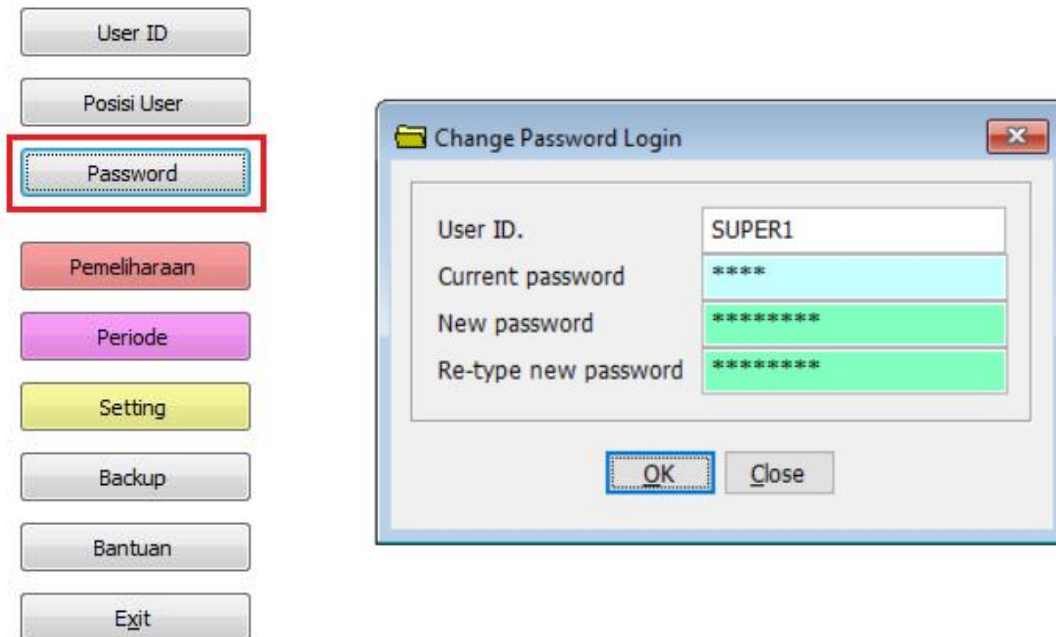 User ID
Posisi User
Password
Pemeliharaan
Periode
Setting
Backup
Bantuan
Exit
Change Password Login
User ID. SUPER1
Current password ****
New password ********
Re-type new password ********
OK Close